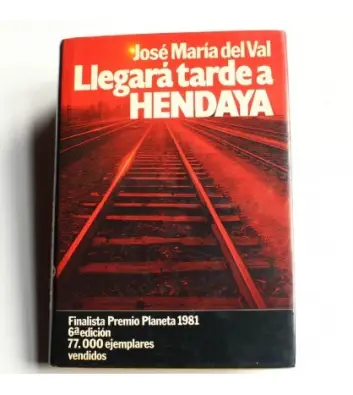 José María del Val
Llegará tarde a
HENDAYA
Finalista Premio Planeta 1981
6ª edición
77.000 ejemplares
vendidos